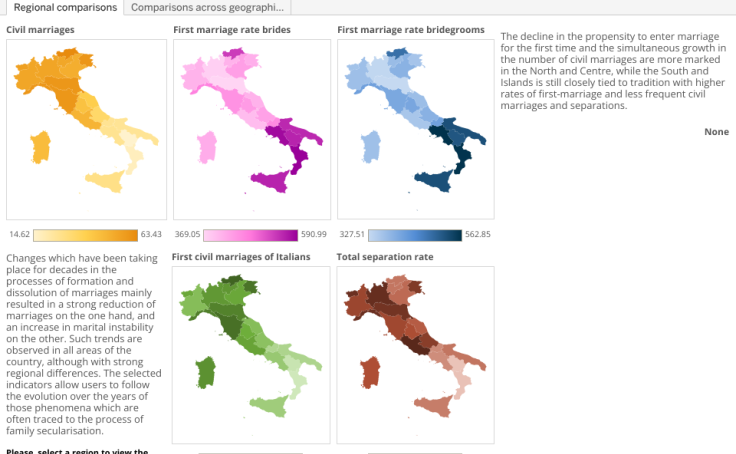 Regional comparisons
Comparisons across geographi...
Civil marriages
First marriage rate brides
First marriage rate bridegrooms
The decline in the propensity to enter marriage
for the first time and the simultaneous growth in
the number of civil marriages are more marked
in the North and Centre, while the South and
Islands is still closely tied to tradition with higher
rates of first-marriage and less frequent civil
marriages and separations.
None
14.62
63.43
369.05
590.99
327.51
562.85
Changes which have been taking
place for decades in the
processes of formation and
dissolution of marriages mainly
resulted in a strong reduction of
marriages on the one hand, and
an increase in marital instability
on the other. Such trends are
observed in all areas of the
country, although with strong
regional differences. The selected
indicators allow users to follow
the evolution over the years of
those phenomena which are
often traced to the process of
family secularisation.
First civil marriages of Italians
Total separation rate
Please, select a region to view the